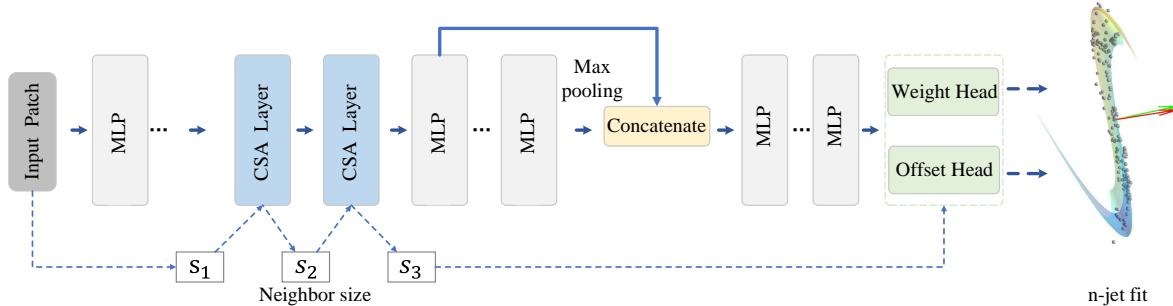 Input Patch
MLP
...
CSA Layer
CSA Layer
MLP
...
MLP
Max
pooling
Concatenate
MLP
...
MLP
Weight Head
Offset Head
s₁
s₂
s₃
Neighbor size
n-jet fit